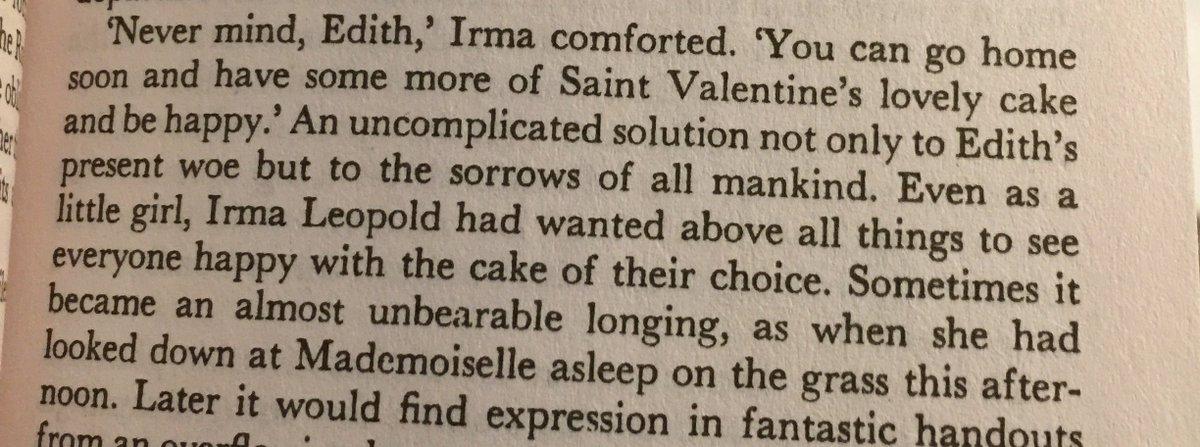 'Never mind, Edith,' Irma comforted. 'You can go home
soon and have some more of Saint Valentine's lovely cake
and be happy.' An uncomplicated solution not only to Edith's
present woe but to the sorrows of all mankind. Even as a
little girl, Irma Leopold had wanted above all things to see
everyone happy with the cake of their choice. Sometimes it
became an almost unbearable longing, as when she had
looked down at Mademoiselle asleep on the grass this after-
noon. Later it would find expression in fantastic handouts
from an